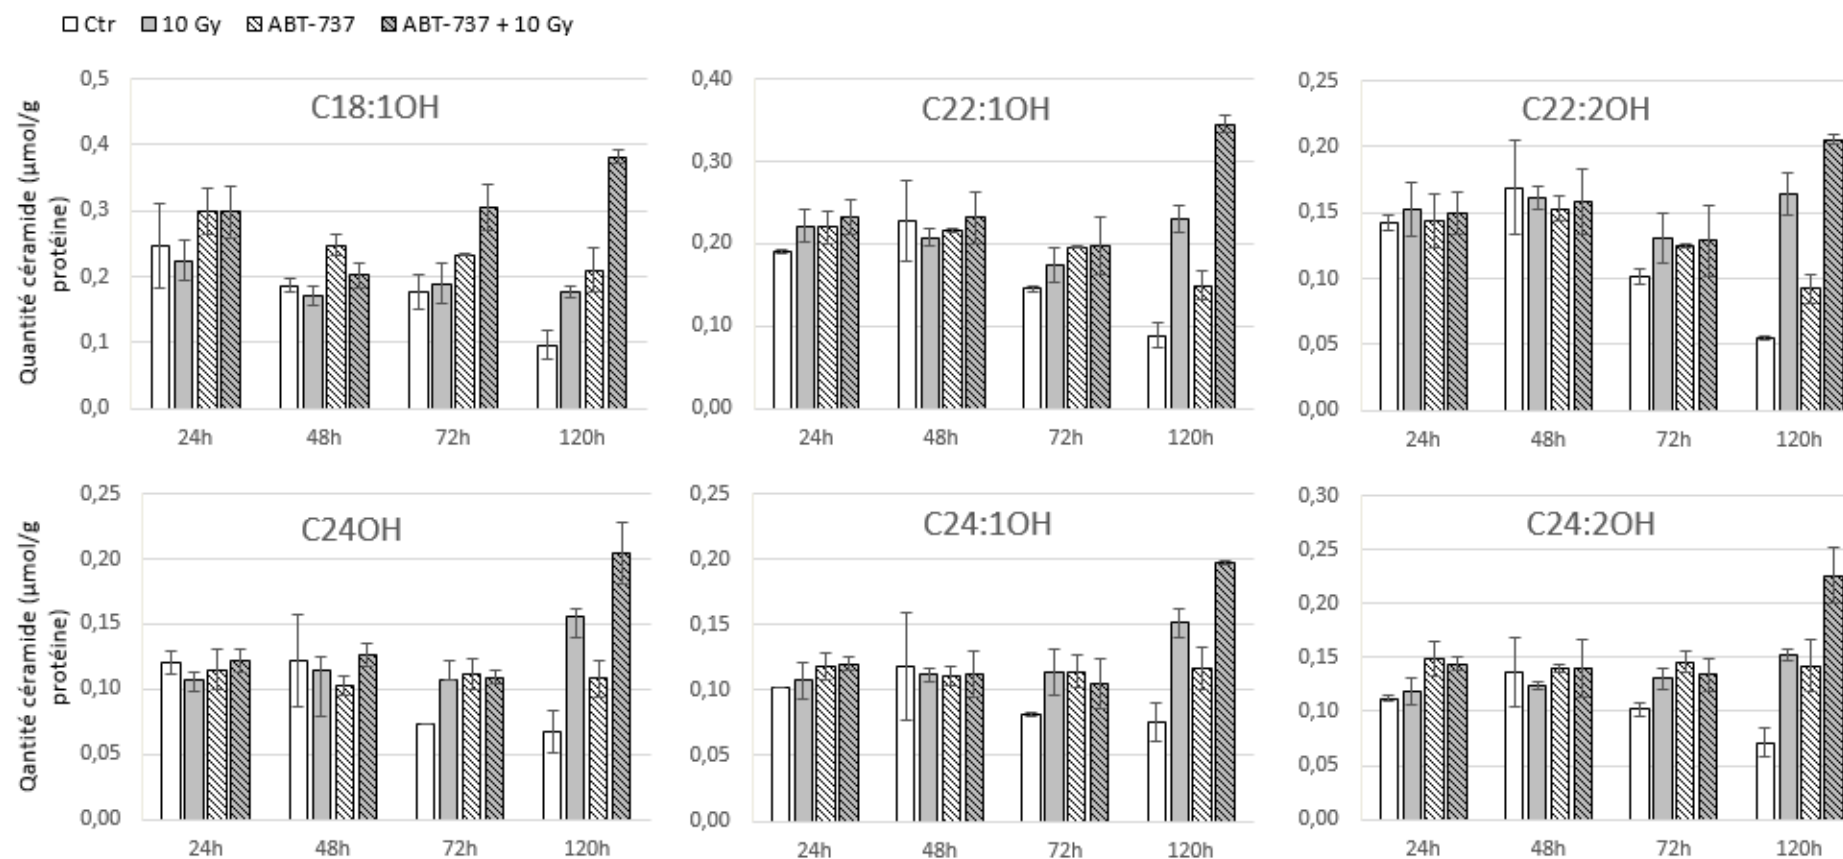 Ctr 10 Gy ABT-737 ABT-737 + 10 Gy
Quantité céramide (µmol/g
protéine)
C18:1OH
0,5
0,4
0,3
0,2
0,1
0,0
24h 48h 72h 120h
C22:1OH
0,40
0,30
0,20
0,10
0,00
24h 48h 72h 120h
C22:2OH
0,25
0,20
0,15
0,10
0,05
0,00
24h 48h 72h 120h
Qantité céramide (µmol/g
protéine)
C24OH
0,25
0,20
0,15
0,10
0,05
0,00
24h 48h 72h 120h
C24:1OH
0,25
0,20
0,15
0,10
0,05
0,00
24h 48h 72h 120h
C24:2OH
0,30
0,25
0,20
0,15
0,10
0,05
0,00
24h 48h 72h 120h